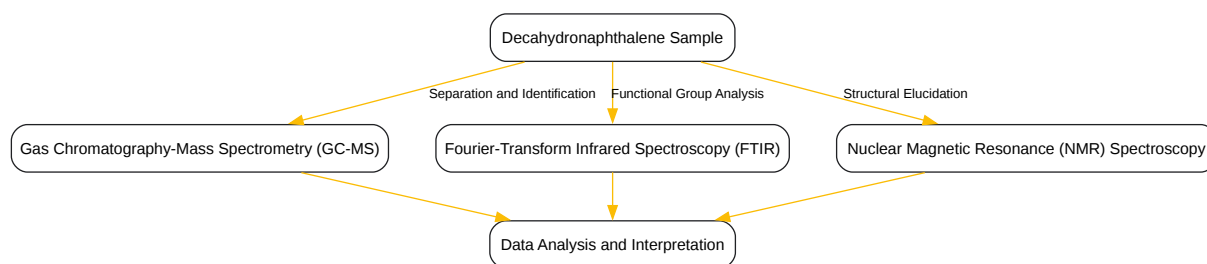 Decahydronaphthalene Sample
Separation and Identification
Functional Group Analysis
Structural Elucidation
Gas Chromatography-Mass Spectrometry (GC-MS)
Fourier-Transform Infrared Spectroscopy (FTIR)
Nuclear Magnetic Resonance (NMR) Spectroscopy
Data Analysis and Interpretation